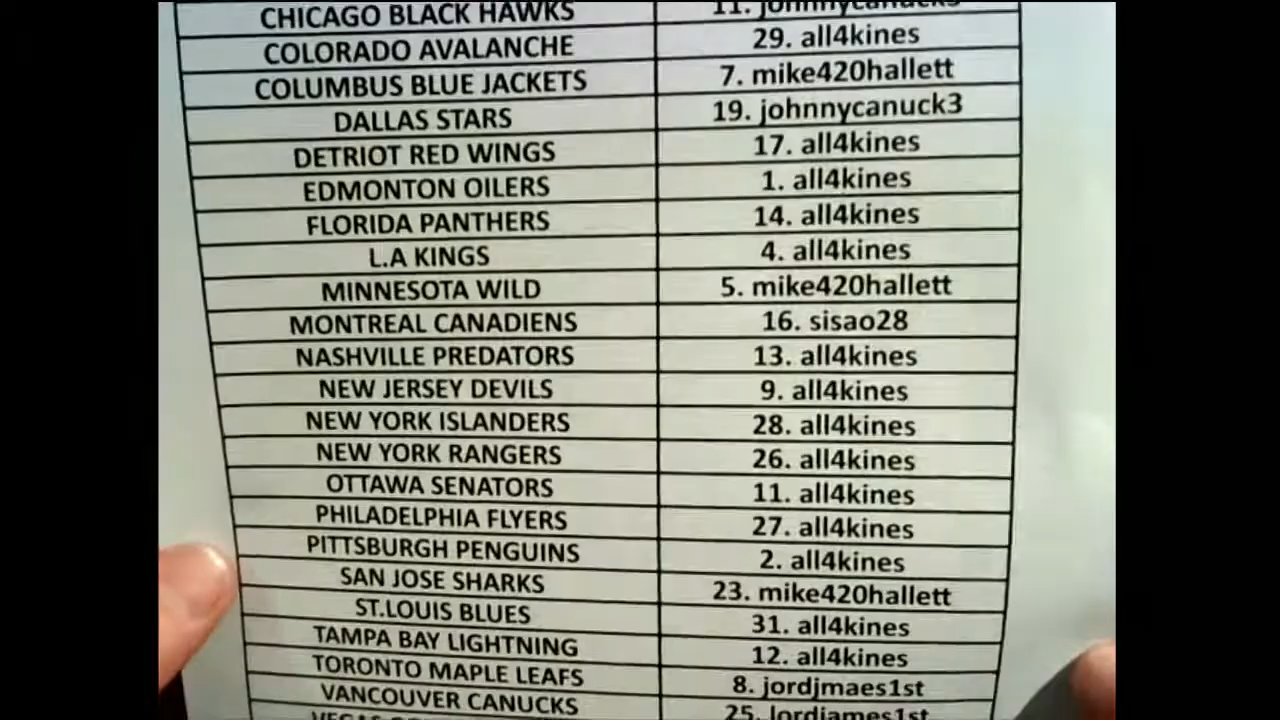 CHICAGO BLACK HAWKS 11. johnnycanuck3
COLORADO AVALANCHE 29. all4kines
COLUMBUS BLUE JACKETS 7. mike420hallett
DALLAS STARS 19. johnnycanuck3
DETRIOT RED WINGS 17. all4kines
EDMONTON OILERS 1. all4kines
FLORIDA PANTHERS 14. all4kines
L.A KINGS 4. all4kines
MINNESOTA WILD 5. mike420hallett
MONTREAL CANADIENS 16. sisao28
NASHVILLE PREDATORS 13. all4kines
NEW JERSEY DEVILS 9. all4kines
NEW YORK ISLANDERS 28. all4kines
NEW YORK RANGERS 26. all4kines
OTTAWA SENATORS 11. all4kines
PHILADELPHIA FLYERS 27. all4kines
PITTSBURGH PENGUINS 2. all4kines
SAN JOSE SHARKS 23. mike420hallett
ST.LOUIS BLUES 31. all4kines
TAMPA BAY LIGHTNING 12. all4kines
TORONTO MAPLE LEAFS 8. jordjmaes1st
VANCOUVER CANUCKS 25.
VEGAS